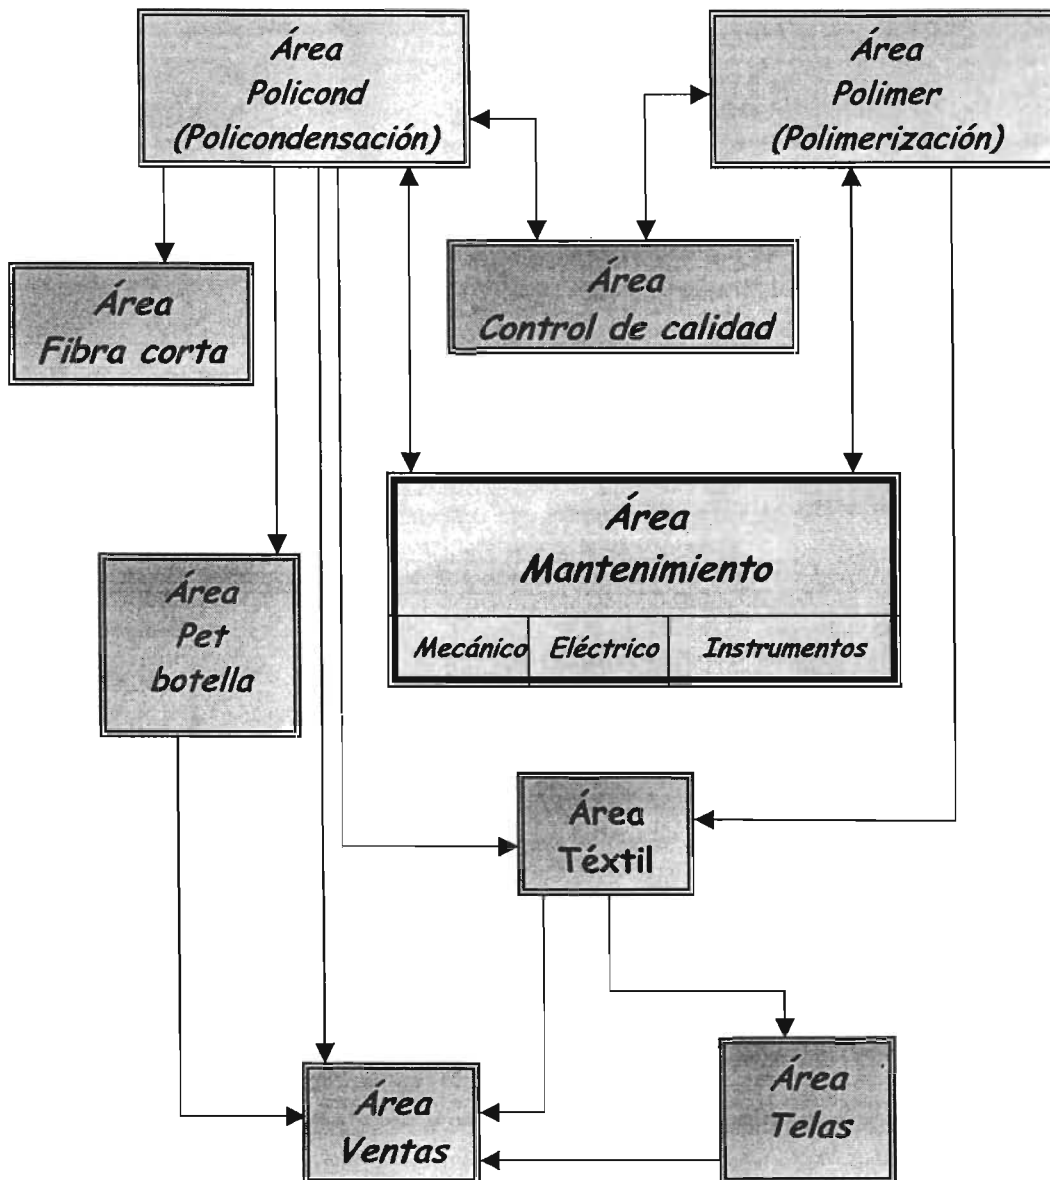 Área
Policond
(Policondensación)
Área
Polimer
(Polimerización)
Área
Fibra corta
Área
Control de calidad
Área
Mantenimiento
Mecánico Eléctrico Instrumentos
Área
Pet
botella
Área
Téxtil
Área
Ventas
Área
Telas